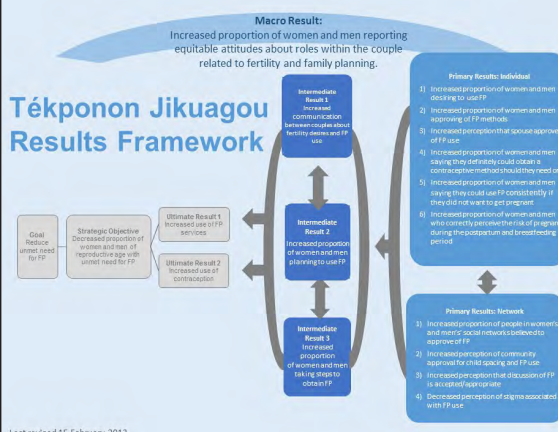 Macro Result:
Increased proportion of women and men reporting
equitable attitudes about roles within the couple
related to fertility and family planning.
Tékponon Jikuagou
Results Framework
Goal
Reduce
unmet need
for FP
Strategic Objective
Decreased proportion of
women and men of
reproductive age with
unmet need for FP
Ultimate Result 1
Increased use of FP
services
Ultimate Result 2
Increased use of
contraception
Intermediate
Result 1
Increased
communication
between couples about
fertility desires and FP
use
Intermediate
Result 2
Increased proportion
of women and men
planning to use FP
Intermediate
Result 3
Increased
proportion
of women and men
taking steps to
obtain FP
Primary Results: Individual
1) Increased proportion of women and men
desiring to use FP
2) Increased proportion of women and men
approving of FP methods
3) Increased perception that spouse approves
of FP use
4) Increased proportion of women and men
saying they definitely could obtain a
contraceptive method should they need one
5) Increased proportion of women and men
saying they could use FP consistently if
they did not want to get pregnant
6) Increased proportion of women and men
who correctly perceive the risk of pregnancy
during the postpartum and breastfeeding
period
Primary Results: Network
1) Increased proportion of people in women's
and men's' social networks believed to
approve of FP
2) Increased perception of community
approval for child spacing and FP use
3) Increased perception that discussion of FP
is accepted/appropriate
4) Decreased perception of stigma associated
with FP use
Last revised 15 February 2013